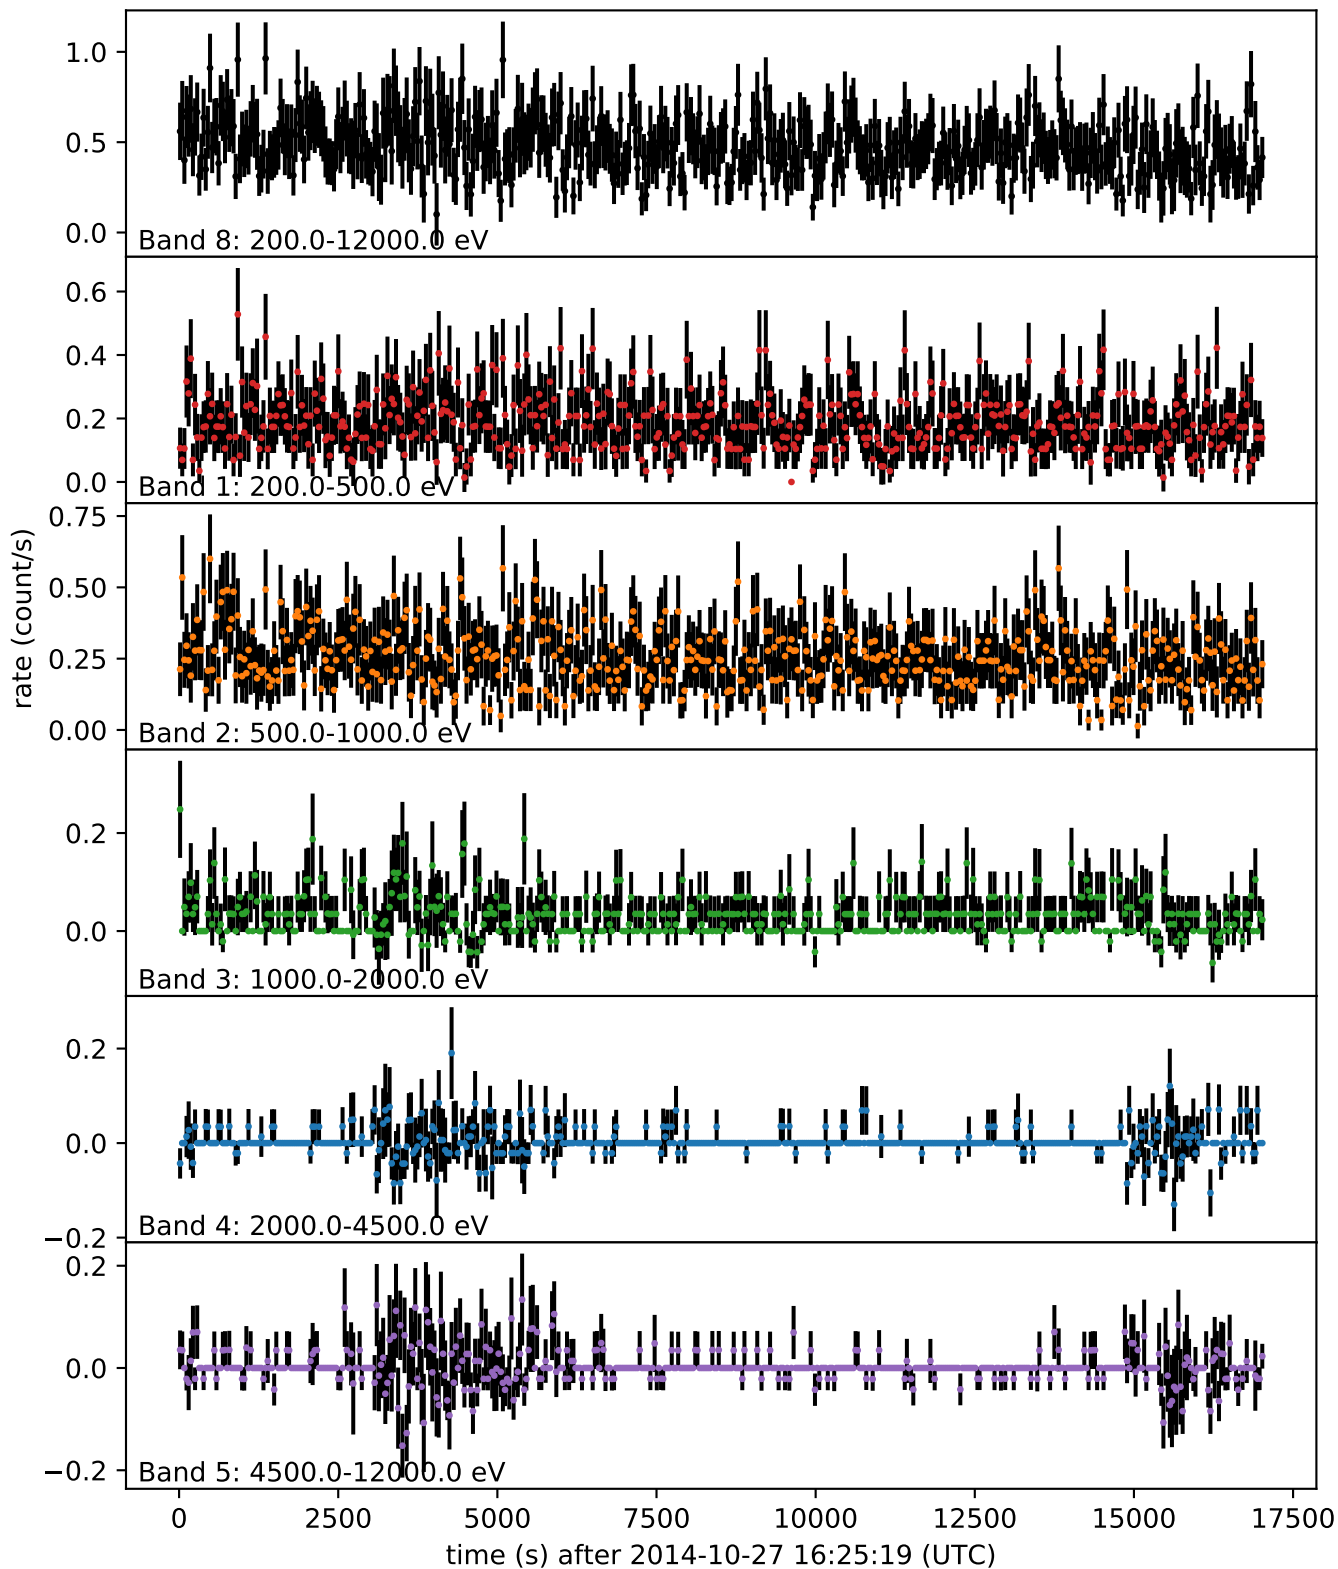 1.0
0.5
0.0
Band 8: 200.0-12000.0 eV
0.6
0.4
0.2
0.0
Band 1: 200.0-500.0 eV
rate (count/s)
0.75
0.50
0.25
0.00
Band 2: 500.0-1000.0 eV
0.2
0.0
Band 3: 1000.0-2000.0 eV
0.2
0.0
−0.2
Band 4: 2000.0-4500.0 eV
0.2
0.0
−0.2
Band 5: 4500.0-12000.0 eV
0 2500 5000 7500 10000 12500 15000 17500
time (s) after 2014-10-27 16:25:19 (UTC)